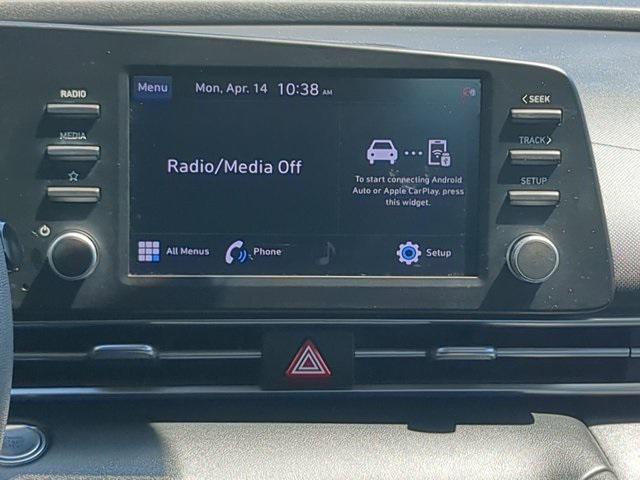 RADIO
MEDIA
Menu
Mon, Apr. 14 10:38 AM
Radio/Media Off
To start connecting Android
Auto or Apple CarPlay, press
this widget.
All Menus
Phone
Setup
SEEK
TRACK
SETUP